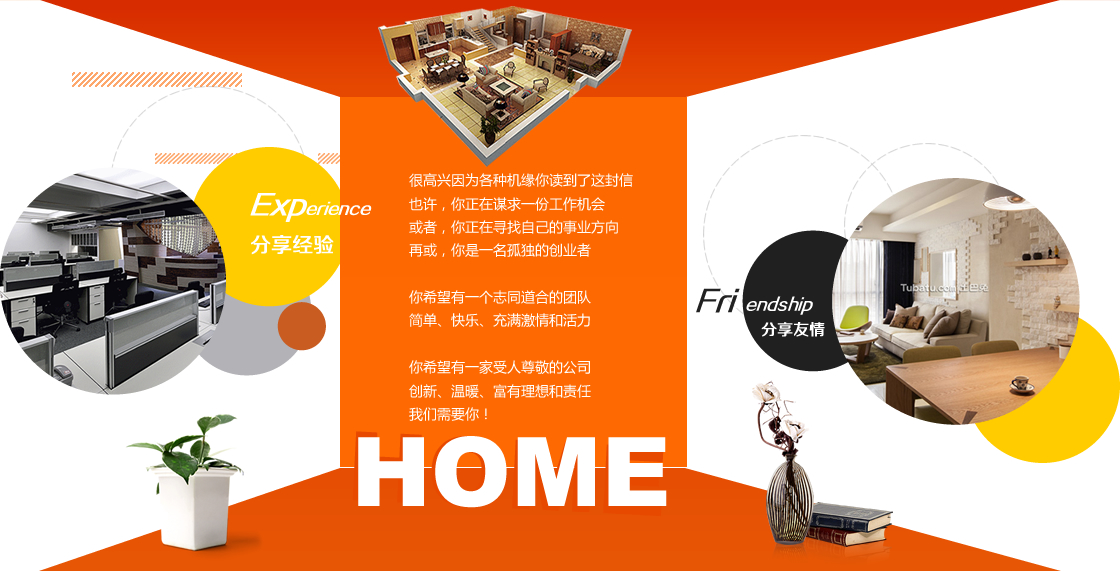 Experience
分享经验
很高兴因为各种机缘你读到了这封信
也许，你正在谋求一份工作机会
或者，你正在寻找自己的事业方向
再或，你是一名孤独的创业者
你希望有一个志同道合的团队
简单、快乐、充满激情和活力
你希望有一家受人尊敬的公司
创新、温暖、富有理想和责任
我们需要你！
HOME
Friendship
分享友情
Tubatu.com 土巴兔